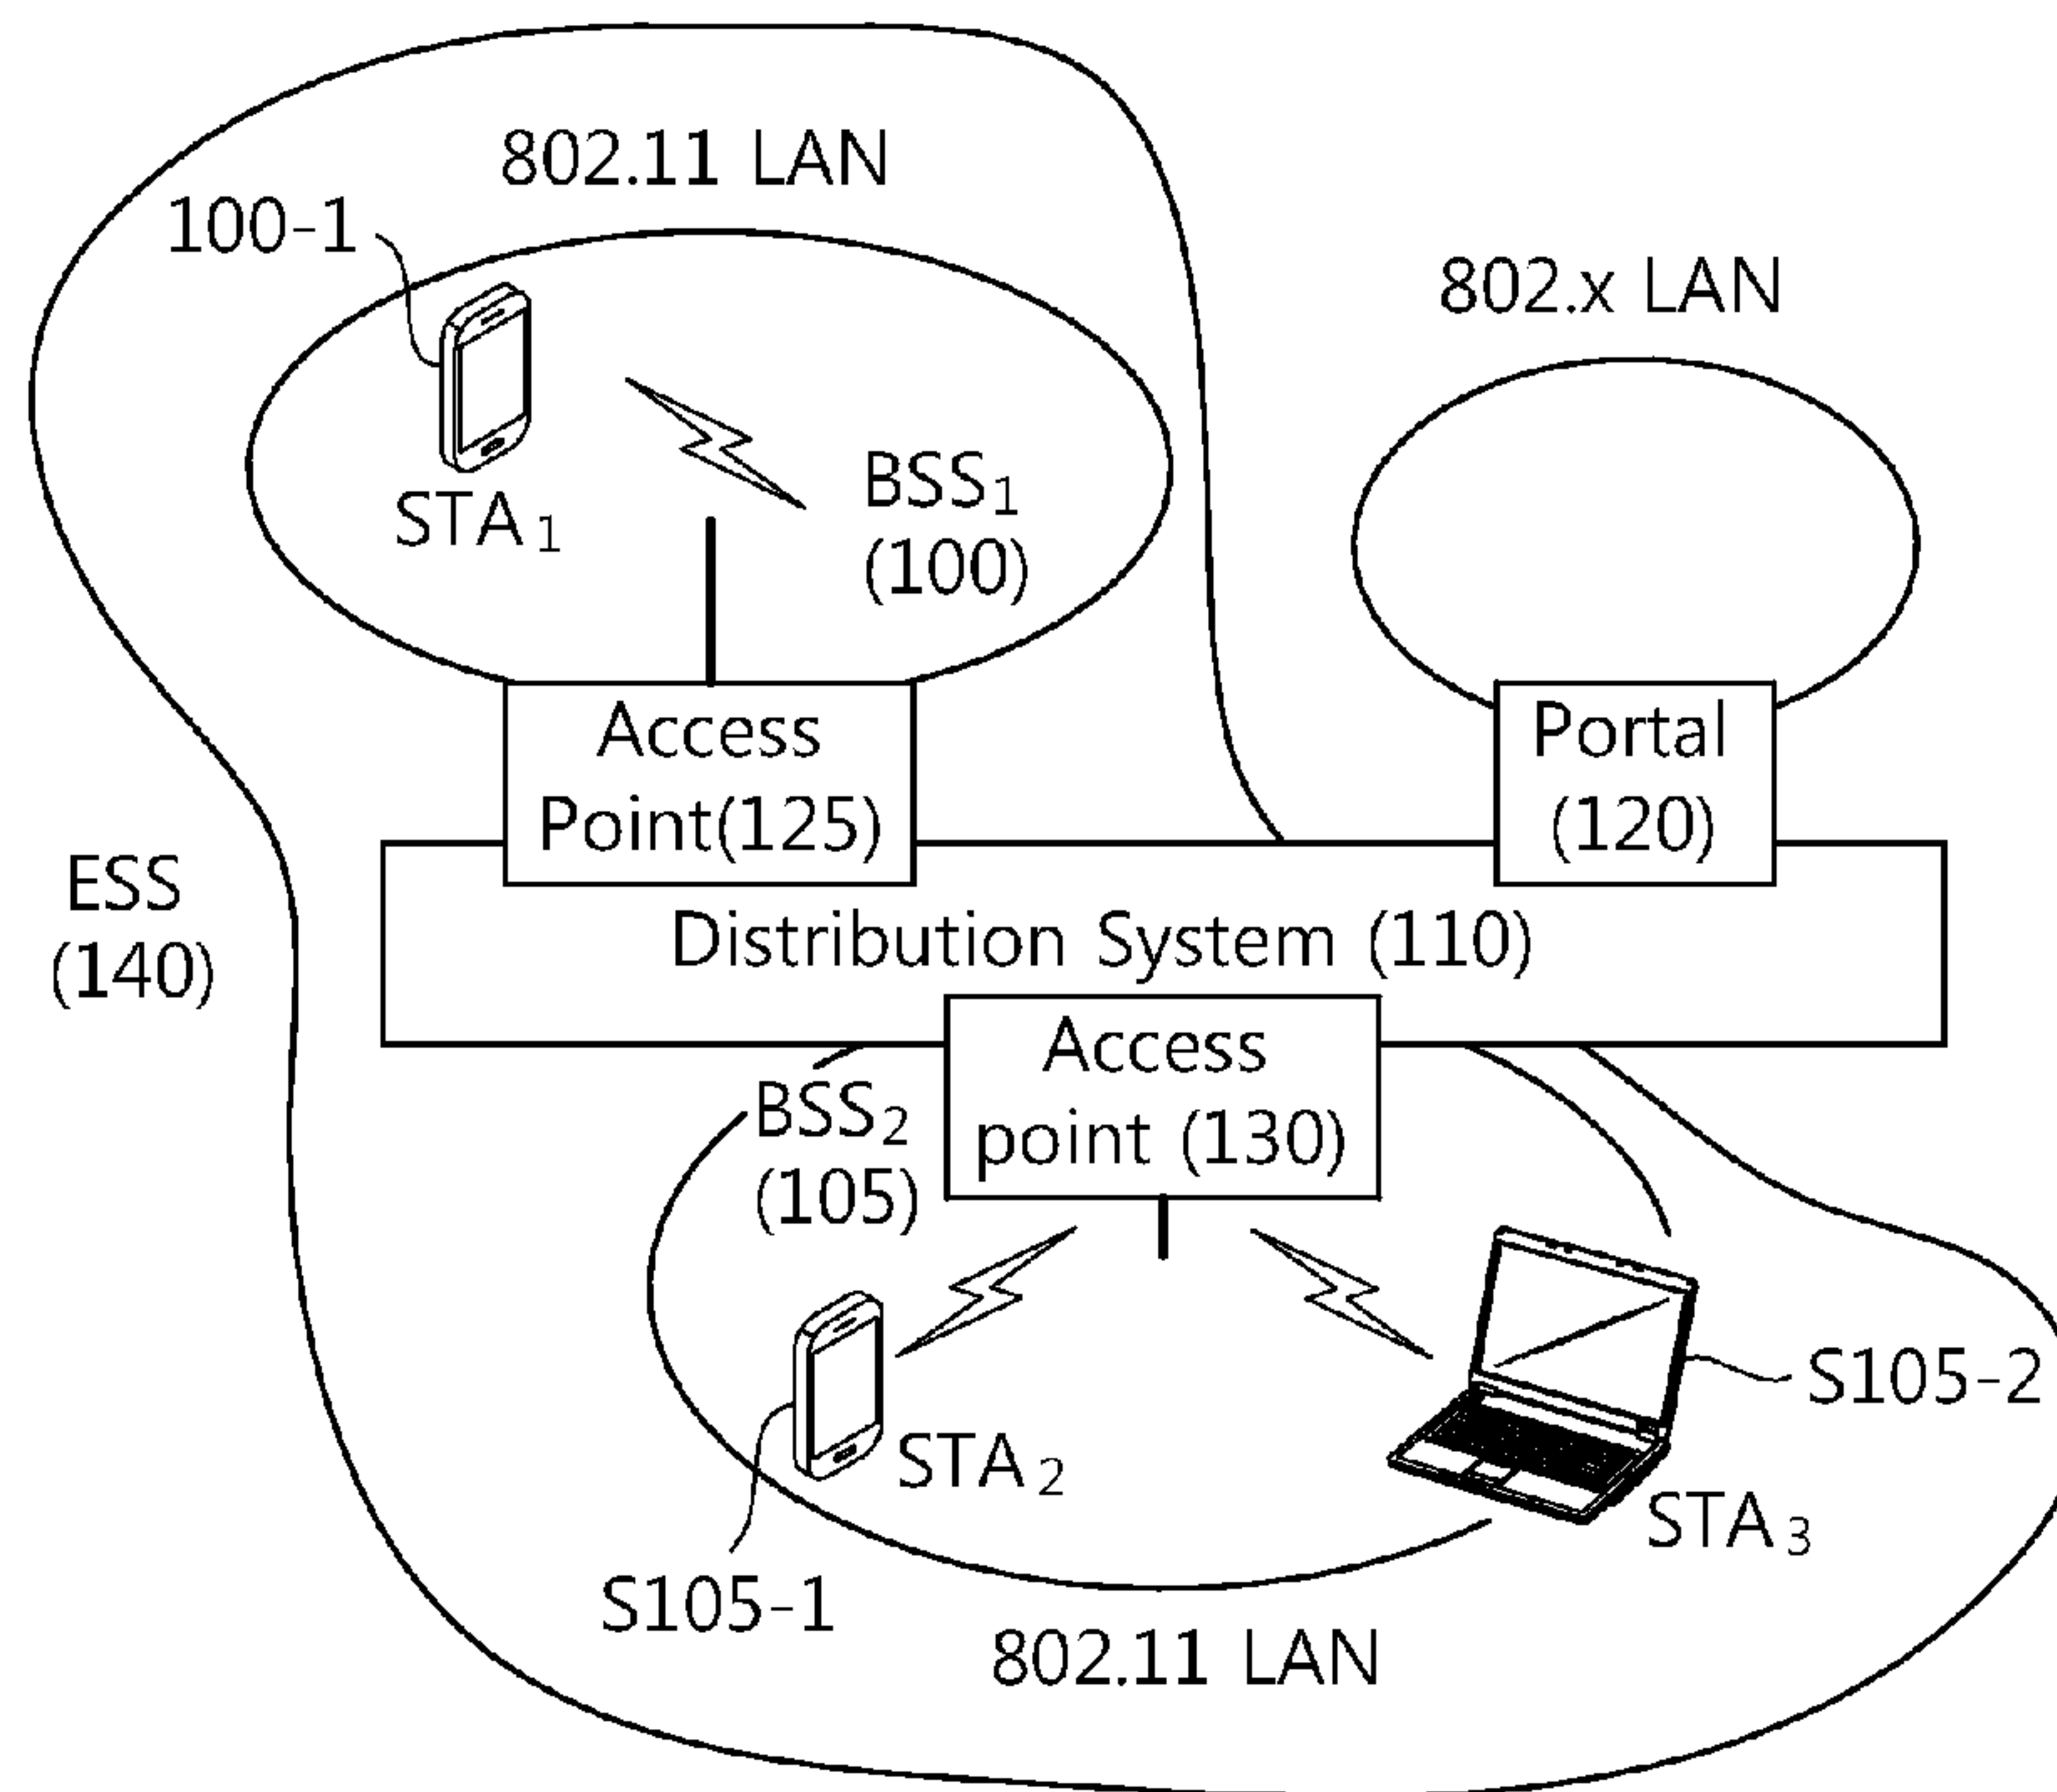 802.11 LAN
100-1
802.x LAN
STA1
BSS1
(100)
Access
Point(125)
Portal
(120)
ESS
(140)
Distribution System (110)
Access
point (130)
BSS2
(105)
S105-2
STA2
STA3
S105-1
802.11 LAN